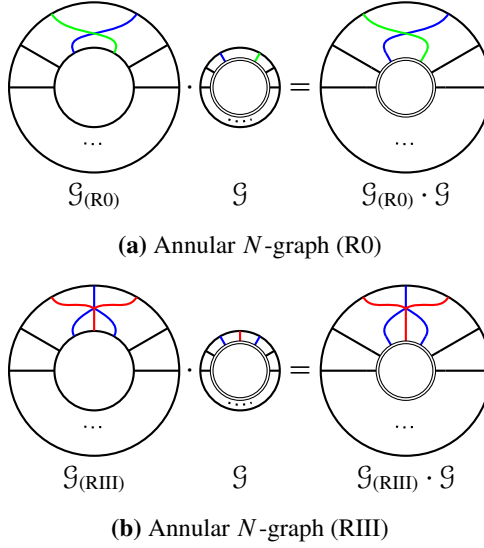 · =
... .... ...
𝒢(R0) 𝒢 𝒢(R0) · 𝒢
(a) Annular N-graph (R0)
· =
... .... ...
𝒢(RIII) 𝒢 𝒢(RIII) · 𝒢
(b) Annular N-graph (RIII)